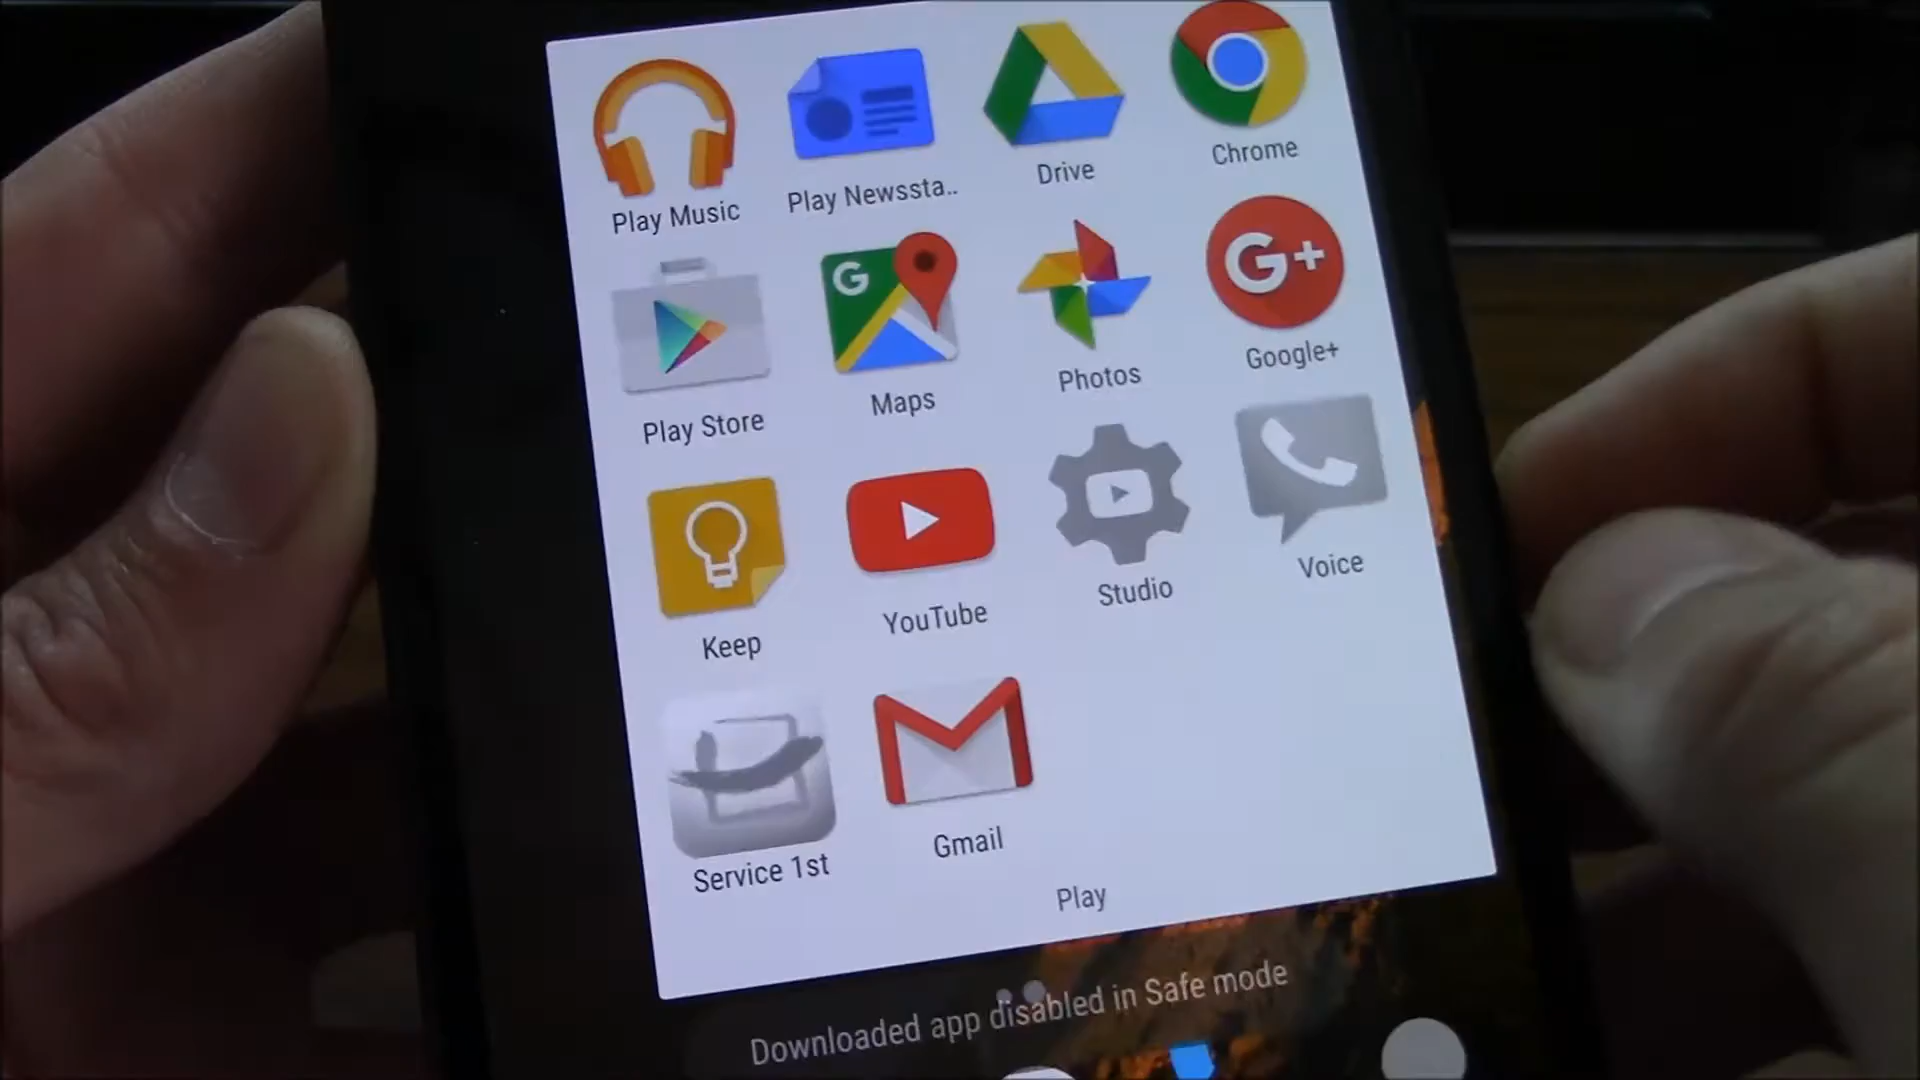 Play Music
Play Newssta..
Drive
Chrome
G
G+
Play Store
Maps
Photos
Google+
Keep
YouTube
Studio
Voice
Service 1st
Gmail
Play
Downloaded app disabled in Safe mode